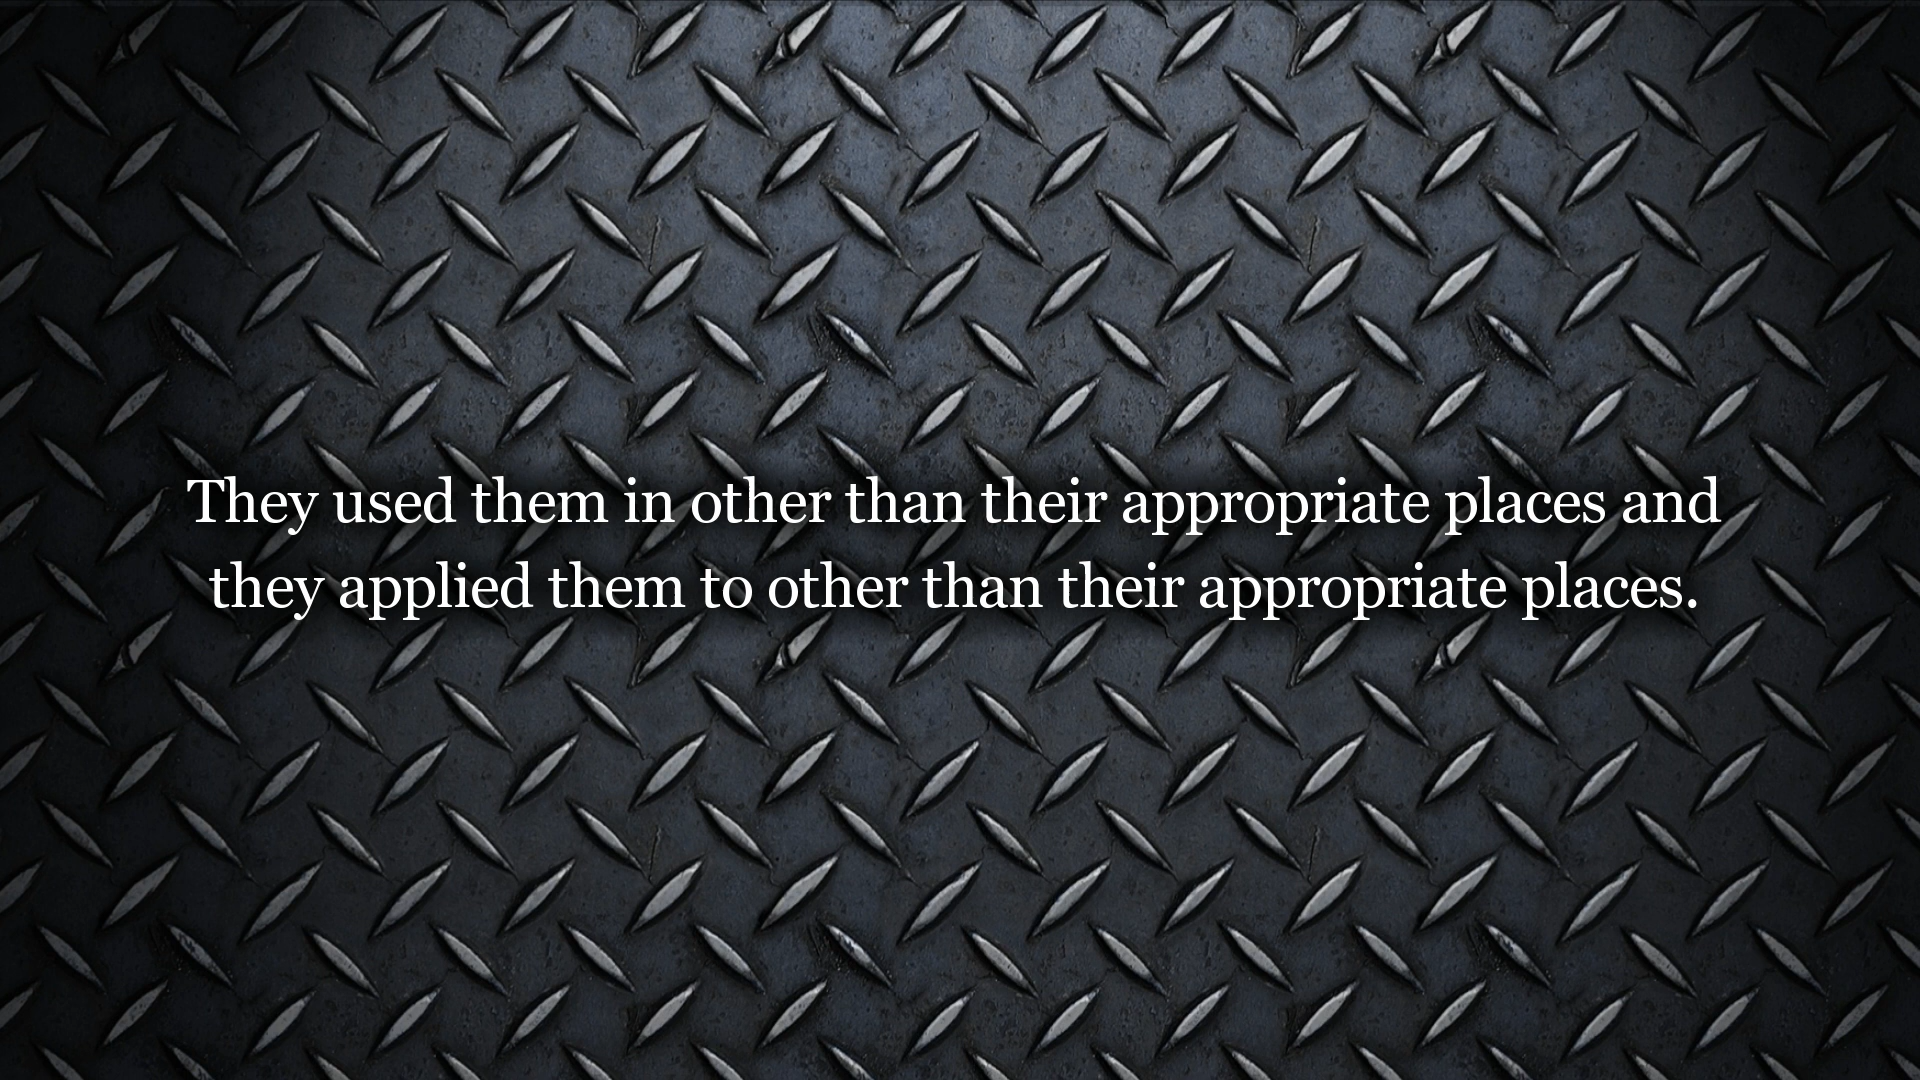 They used them in other than their appropriate places and
they applied them to other than their appropriate places.